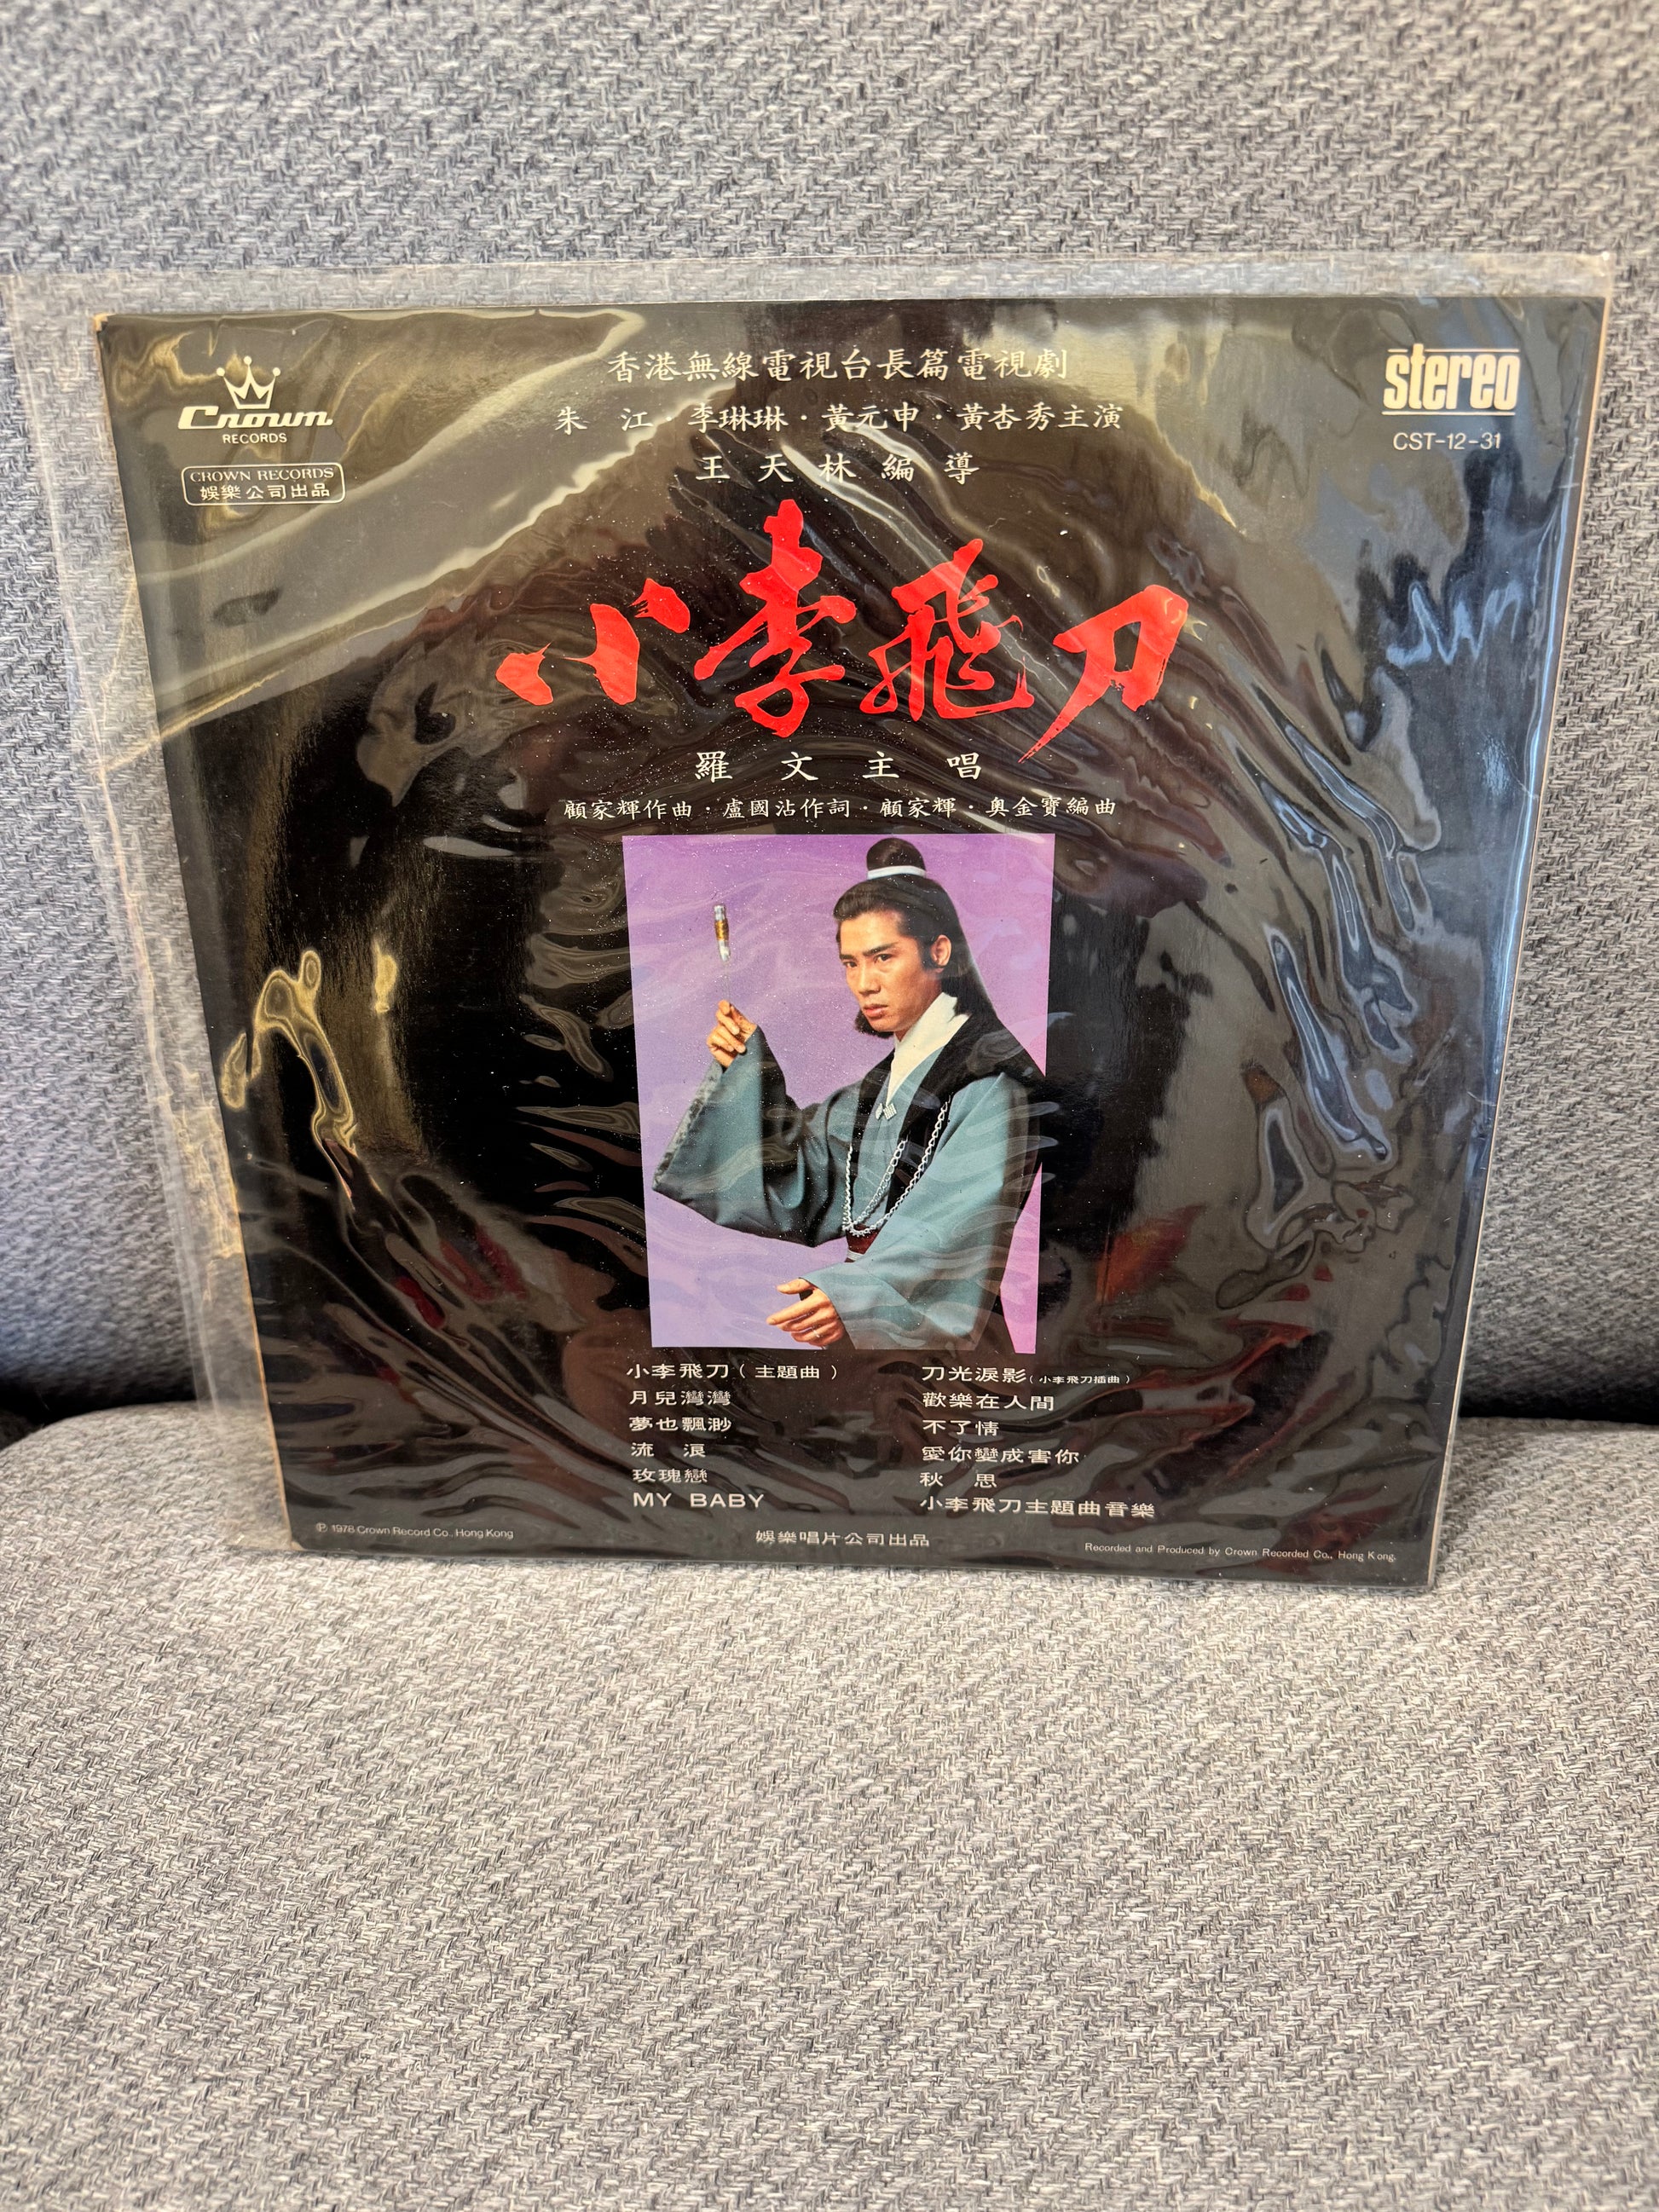 Crown
RECORDS
CROWN RECORDS
娛樂公司出品
stereo
CST-12-31
香港無線電視台長篇電視劇
朱 江·李琳琳·黃元申·黃杏秀主演
王天林編導
小李飛刀
羅文主唱
顧家輝作曲·盧國沾作詞·顧家輝·奧金寶編曲
小李飛刀(主題曲)
月兒灣灣
夢也飄渺
流 浪
玫瑰戀
MY BABY
刀光淚影(小李飛刀插曲)
歡樂在人間
不了情
愛你變成害你
秋 思
小李飛刀主題曲音樂
℗ 1978 Crown Record Co., Hong Kong
娛樂唱片公司出品
Recorded and Produced by Crown Recorded Co., Hong Kong.